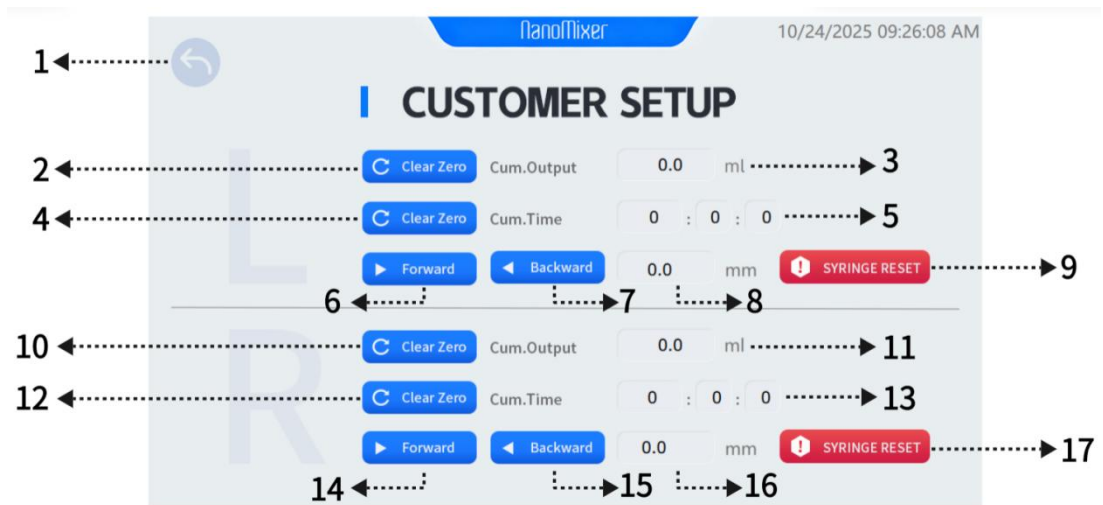 NanoMixer 10/24/2025 09:26:08 AM
1
CUSTOMER SETUP
L
2 Clear Zero Cum.Output 0.0 ml 3
4 Clear Zero Cum.Time 0 : 0 : 0 5
Forward Backward 0.0 mm ! SYRINGE RESET 9
6 7 8
R
10 Clear Zero Cum.Output 0.0 ml 11
12 Clear Zero Cum.Time 0 : 0 : 0 13
Forward Backward 0.0 mm ! SYRINGE RESET 17
14 15 16